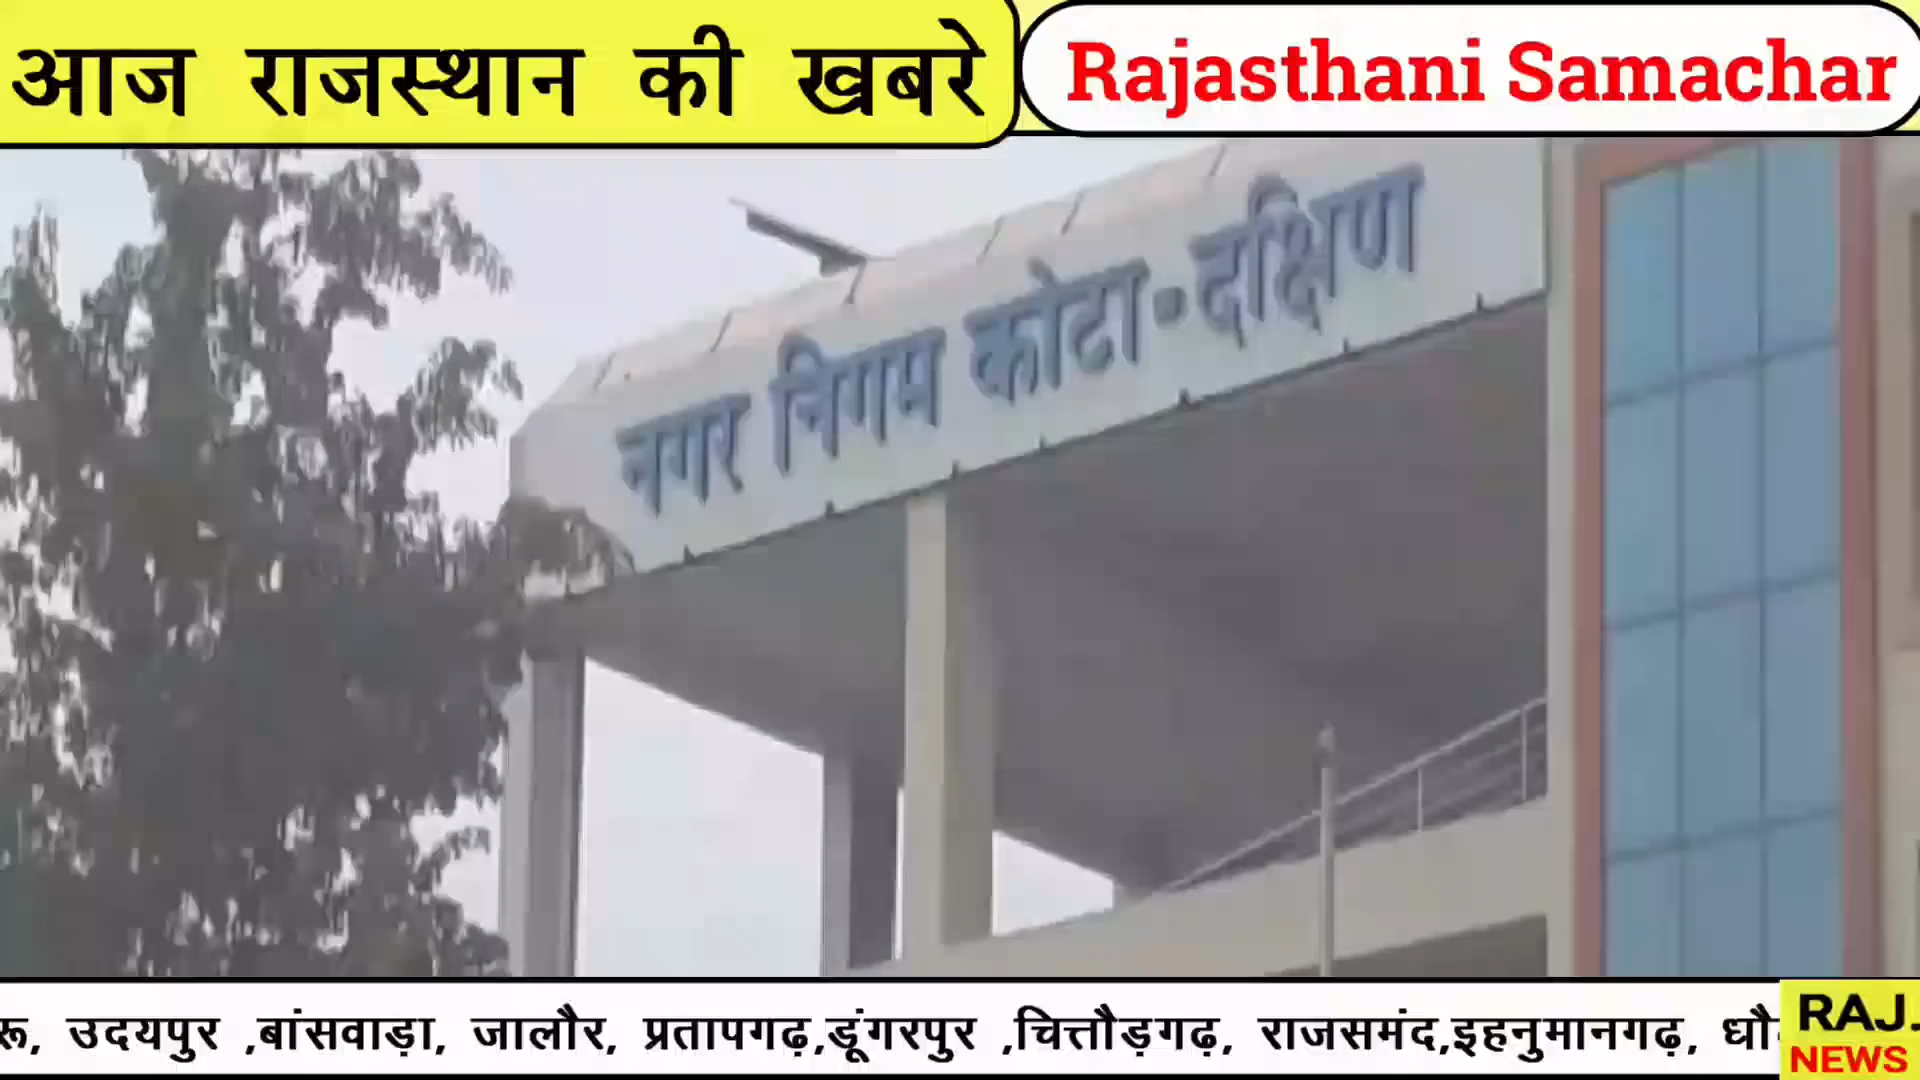 आज राजस्थान की खबरे
Rajasthani Samachar
नगर निगम कोटा-दक्षिण
उदयपुर ,बांसवाड़ा, जालौर, प्रतापगढ़,डूंगरपुर ,चित्तौड़गढ़, राजसमंद,इहनुमानगढ़,
RAJ.
NEWS